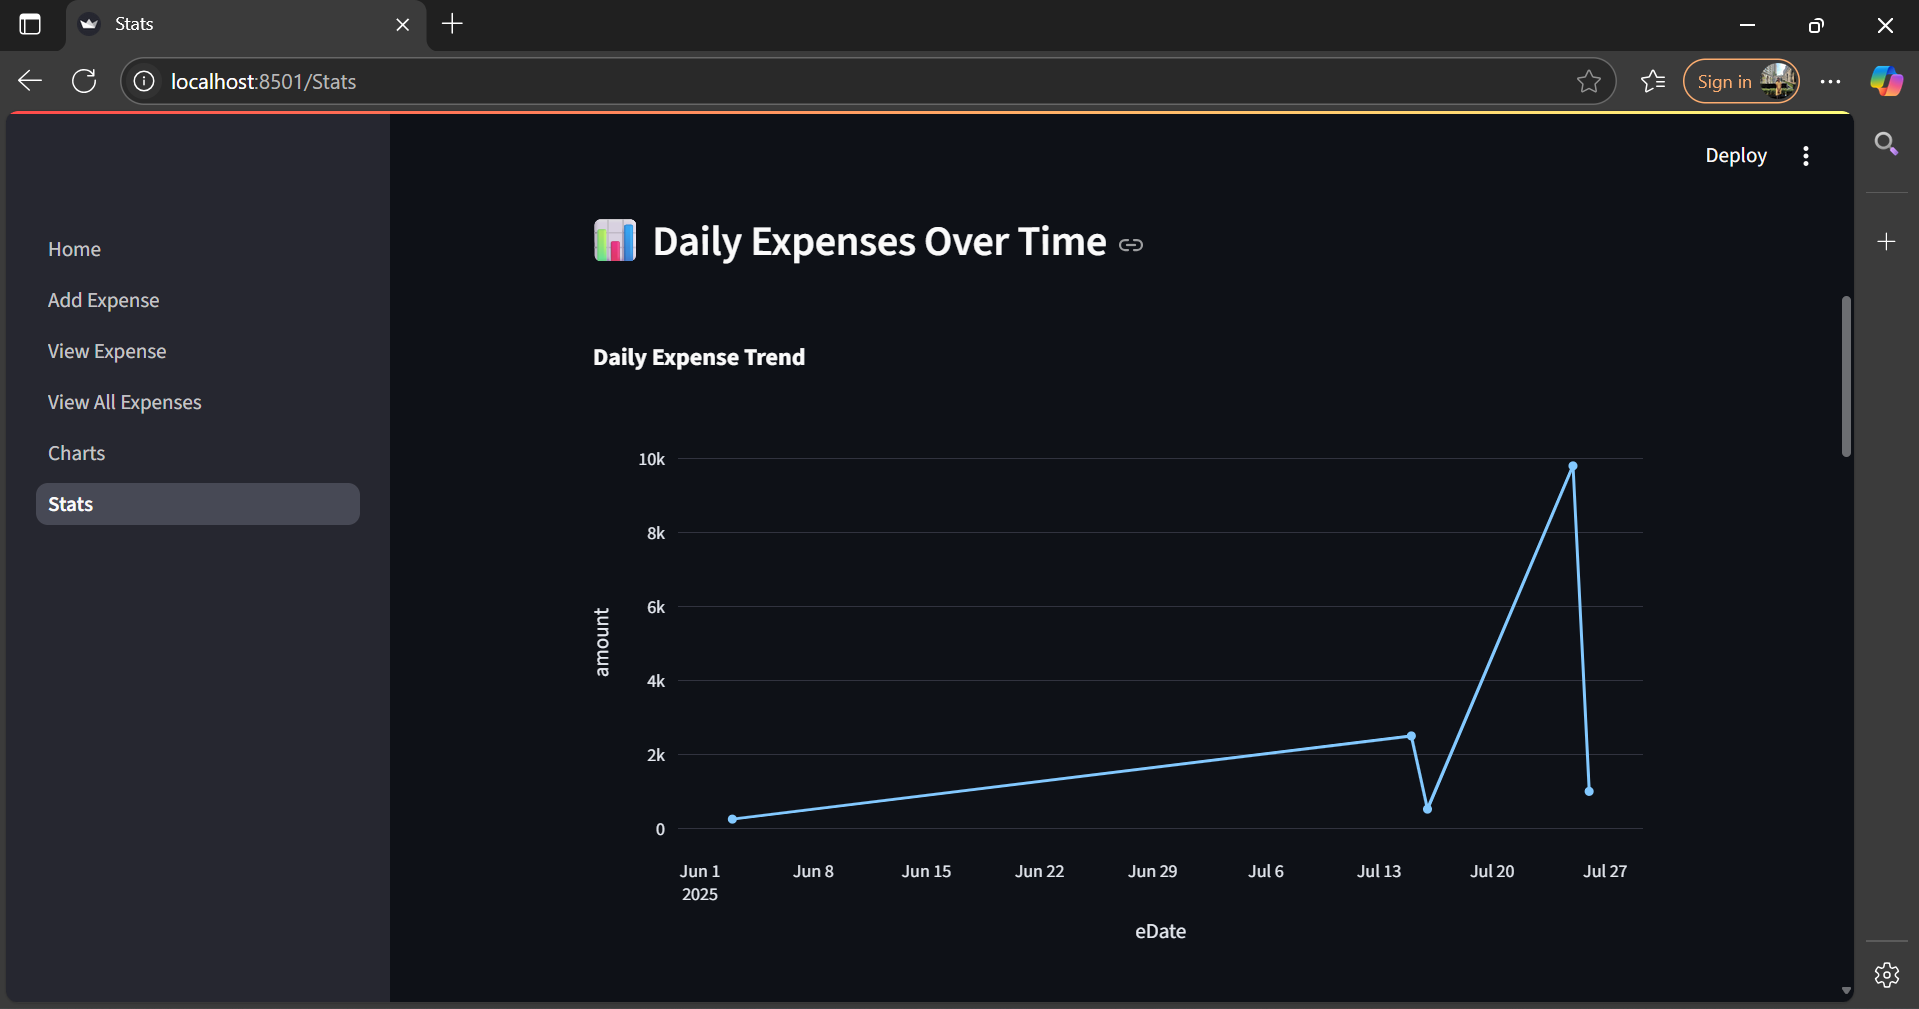 Stats
localhost:8501/Stats
Sign in
Deploy
Home
Add Expense
View Expense
View All Expenses
Charts
Stats
Daily Expenses Over Time
Daily Expense Trend
10k
8k
6k
4k
2k
0
amount
Jun 1 Jun 8 Jun 15 Jun 22 Jun 29 Jul 6 Jul 13 Jul 20 Jul 27
2025
eDate